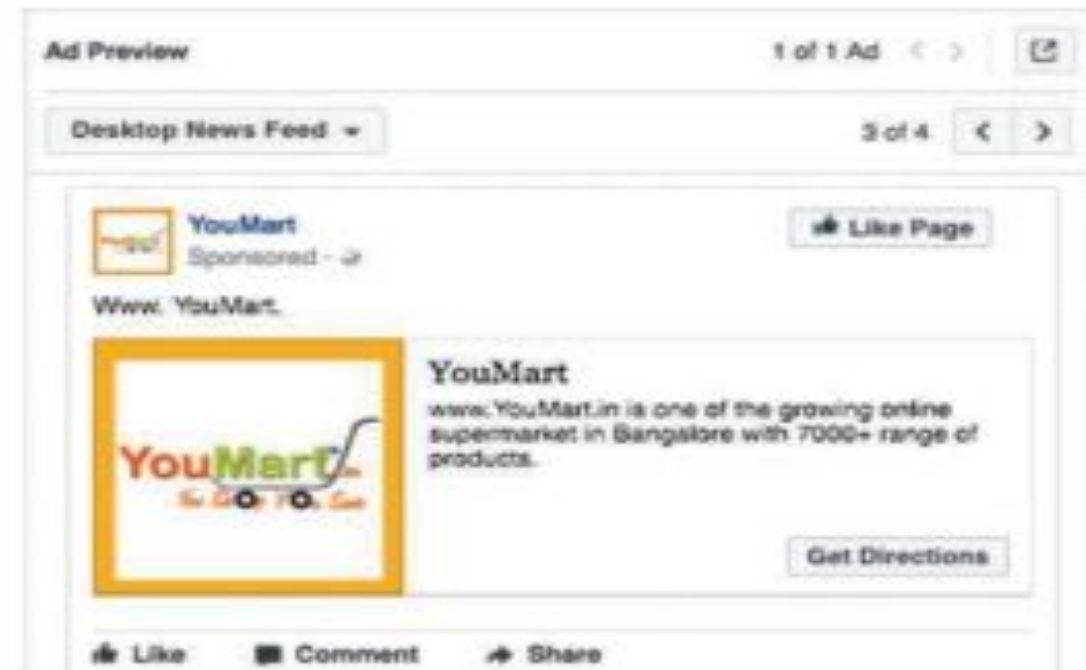 Ad Preview 1 of 1 Ad
Desktop News Feed 3 of 4
YouMart
Sponsored ·
Like Page
Www. YouMart.
YouMart
www.YouMart.in is one of the growing online
supermarket in Bangalore with 7000+ range of
products.
YouMart
Get Directions
Like Comment Share